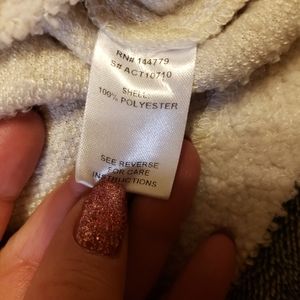 RN# 144779
S# ACT10710
SHELL:
100% POLYESTER
SEE REVERSE
FOR CARE
INSTRUCTIONS